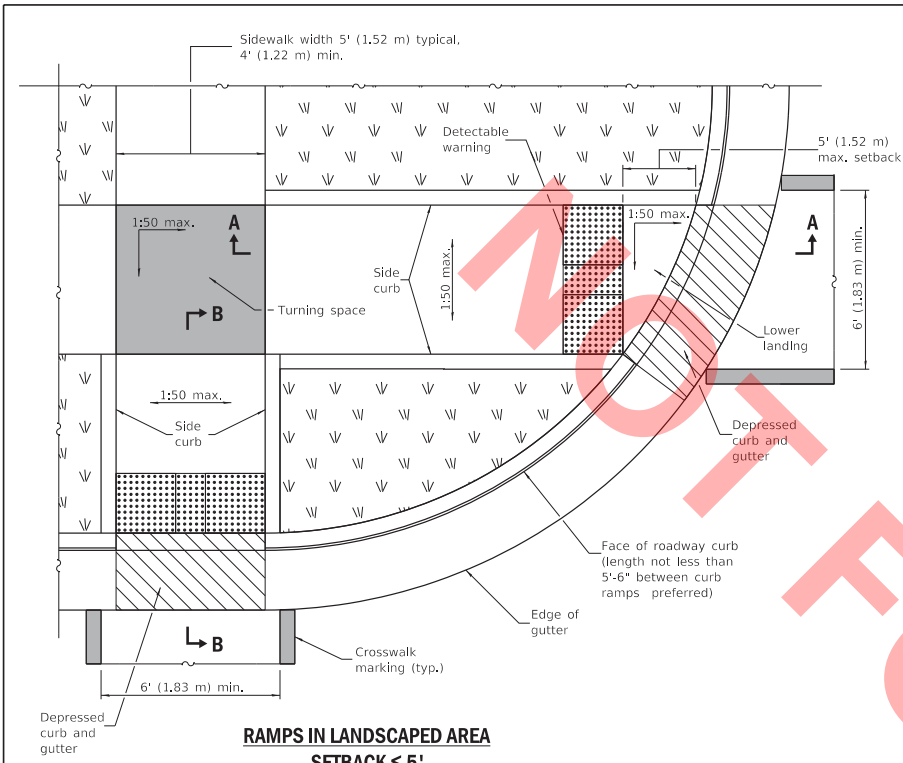 Sidewalk width 5' (1.52 m) typical,
4' (1.22 m) min.
Detectable
warning
5' (1.52 m)
max. setback
1:50 max.
A
1:50 max.
A
Side
curb
1:50 max.
6' (1.83 m) min.
B
Turning space
Lower
landing
1:50 max.
Side
curb
Depressed
curb and
gutter
Face of roadway curb
(length not less than
5'-6" between curb
ramps preferred)
Edge of
gutter
B
Crosswalk
marking (typ.)
6' (1.83 m) min.
Depressed
curb and
gutter
RAMPS IN LANDSCAPED AREA
SETBACK < 5'
NOT